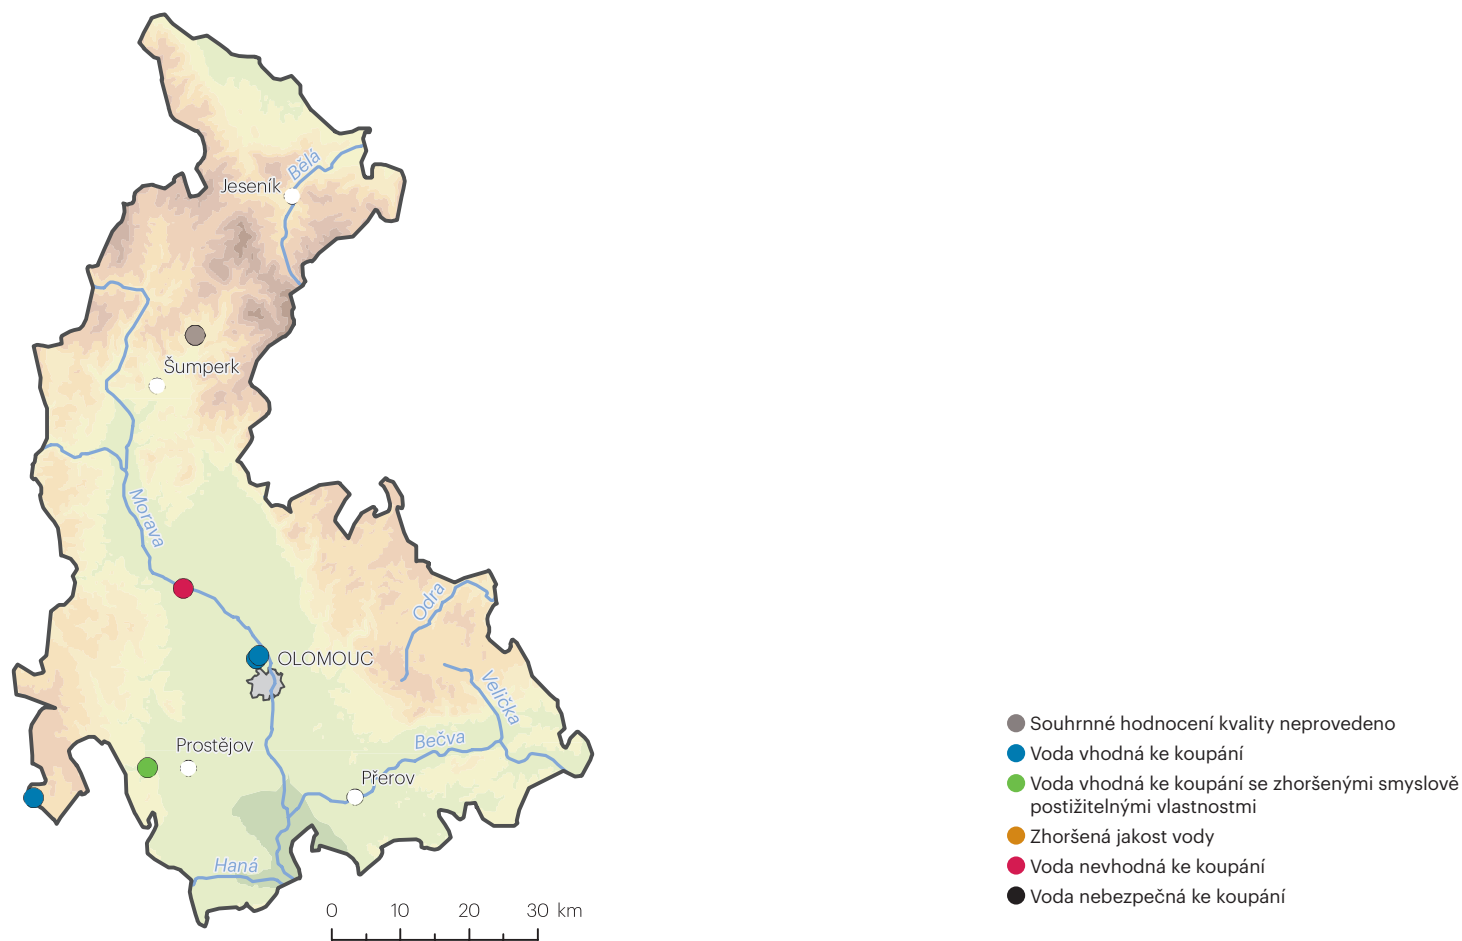 Bělá
Jeseník
Šumperk
Morava
Odra
OLOMOUC
Velička
Prostějov
Bečva
Přerov
Haná
0 10 20 30 km
Souhrnné hodnocení kvality neprovedeno
Voda vhodná ke koupání
Voda vhodná ke koupání se zhoršenými smyslově
postižitelnými vlastnostmi
Zhoršená jakost vody
Voda nevhodná ke koupání
Voda nebezpečná ke koupání